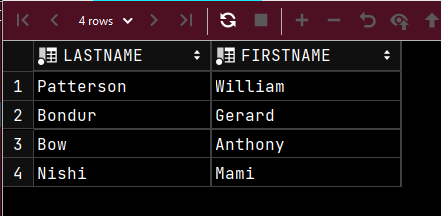 4 rows
LASTNAME FIRSTNAME
1 Patterson William
2 Bondur Gerard
3 Bow Anthony
4 Nishi Mami